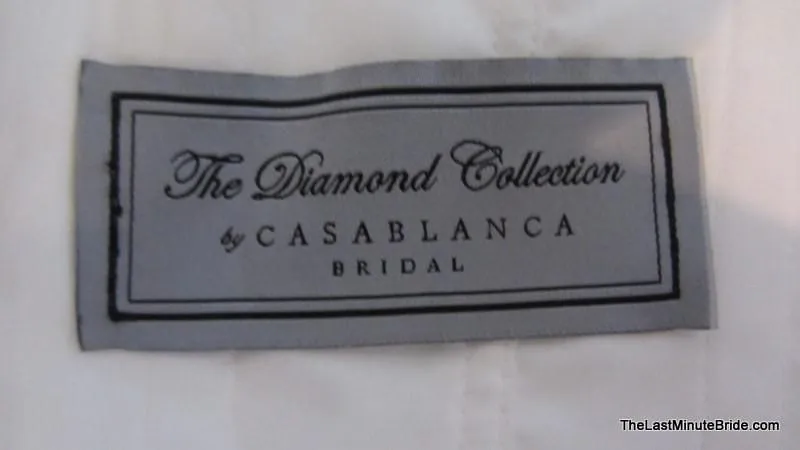 The Diamond Collection
by CASABLANCA
BRIDAL
TheLastMinuteBride.com